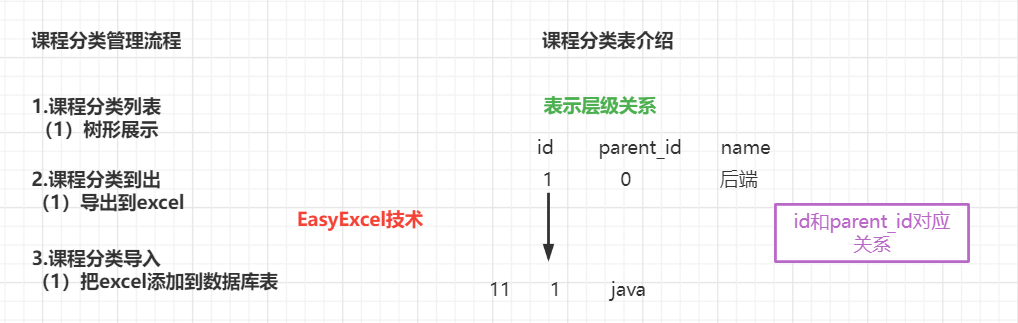 课程分类管理流程
1.课程分类列表
（1）树形展示
2.课程分类到出
（1）导出到excel
EasyExcel技术
3.课程分类导入
（1）把excel添加到数据库表
课程分类表介绍
表示层级关系
id parent_id name
1 0 后端
11 1 java
id和parent_id对应
关系